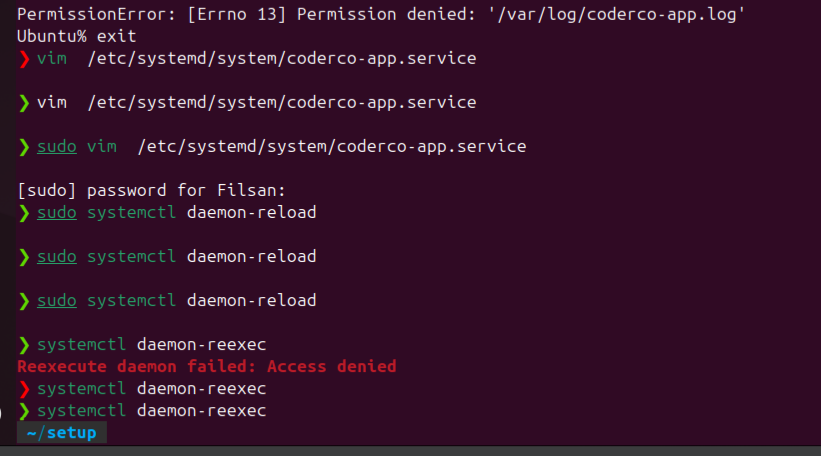 PermissionError: [Errno 13] Permission denied: '/var/log/coderco-app.log'
Ubuntu% exit
❯ vim  /etc/systemd/system/coderco-app.service
❯ vim  /etc/systemd/system/coderco-app.service
❯ sudo vim  /etc/systemd/system/coderco-app.service
[sudo] password for Filsan:
❯ sudo systemctl daemon-reload
❯ sudo systemctl daemon-reload
❯ sudo systemctl daemon-reload
❯ systemctl daemon-reexec
Reexecute daemon failed: Access denied
❯ systemctl daemon-reexec
❯ systemctl daemon-reexec
~/setup